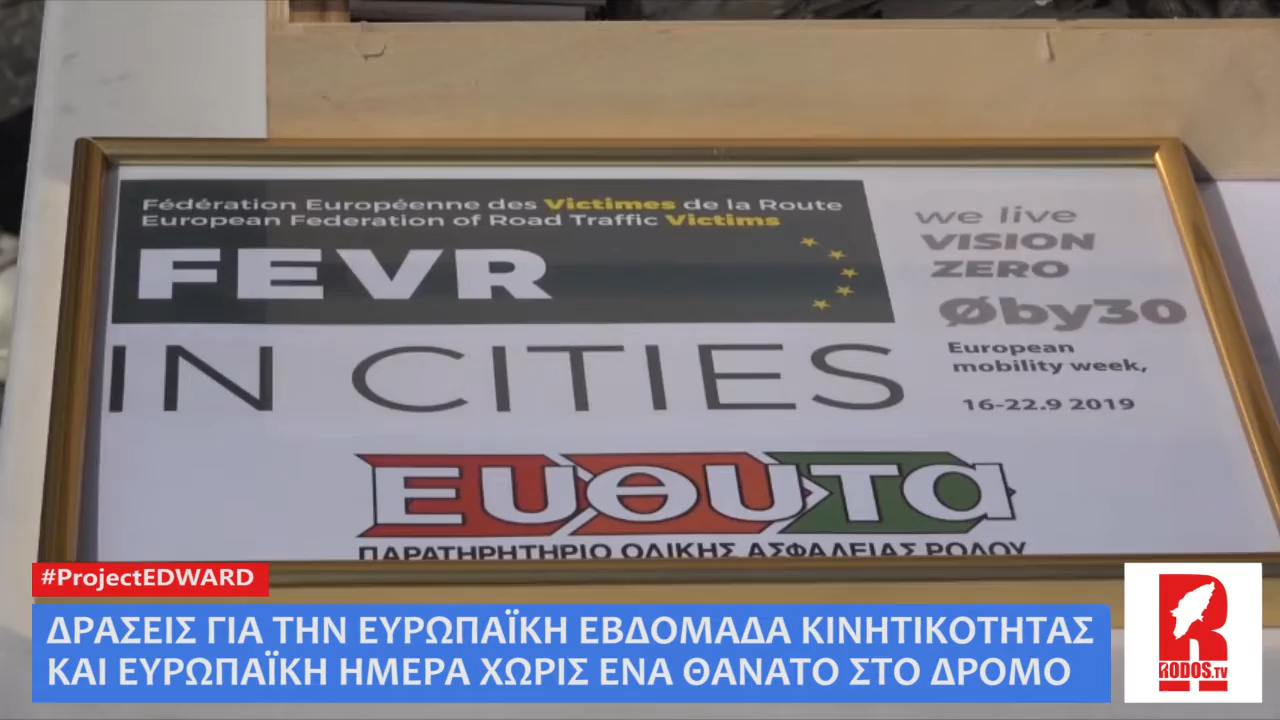 Fédération Européenne des Victimes de la Route
European Federation of Road Traffic Victims
FEVR
IN CITIES
we live
VISION
ZERO
Øby30
European
mobility week,
16-22.9 2019
ΕΥΘΥΤΑ
ΠΑΡΑΤΗΡΗΤΗΡΙΟ ΟΔΙΚΗΣ ΑΣΦΑΛΕΙΑΣ ΡΟΔΟΥ
#ProjectEDWARD
ΔΡΑΣΕΙΣ ΓΙΑ ΤΗΝ ΕΥΡΩΠΑΪΚΗ ΕΒΔΟΜΑΔΑ ΚΙΝΗΤΙΚΟΤΗΤΑΣ
ΚΑΙ ΕΥΡΩΠΑΪΚΗ ΗΜΕΡΑ ΧΩΡΙΣ ΕΝΑ ΘΑΝΑΤΟ ΣΤΟ ΔΡΟΜΟ
R
RODOS.TV